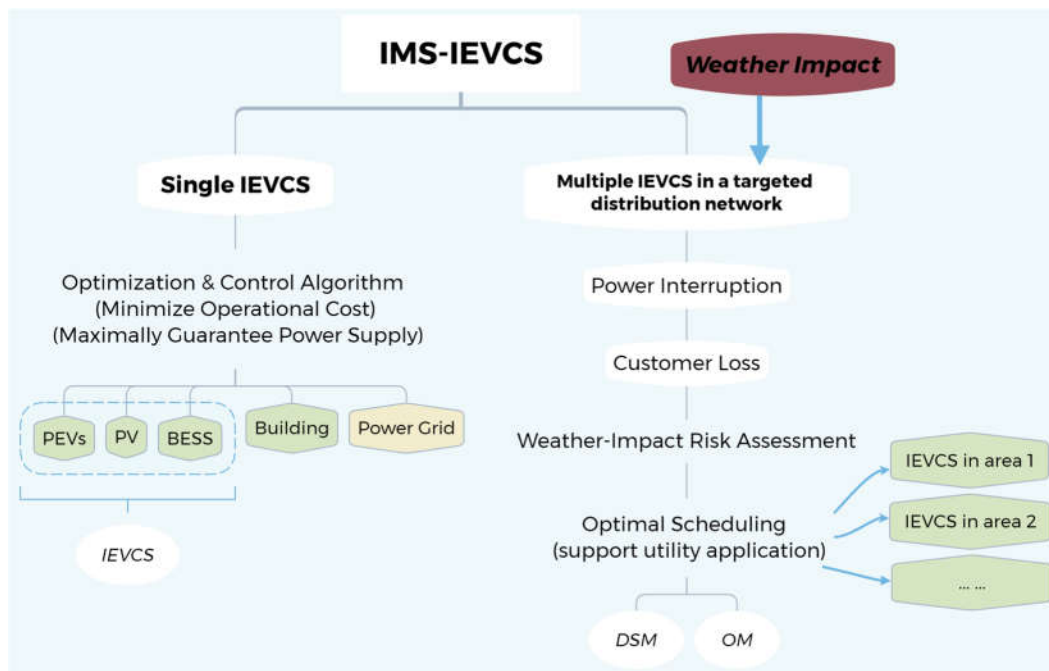 IMS-IEVCS
Weather Impact
Single IEVCS
Multiple IEVCS in a targeted
distribution network
Optimization & Control Algorithm
(Minimize Operational Cost)
(Maximally Guarantee Power Supply)
PEVs
PV
BESS
Building
Power Grid
IEVCS
Power Interruption
Customer Loss
Weather-Impact Risk Assessment
Optimal Scheduling
(support utility application)
IEVCS in area 1
IEVCS in area 2
... ...
DSM
OM